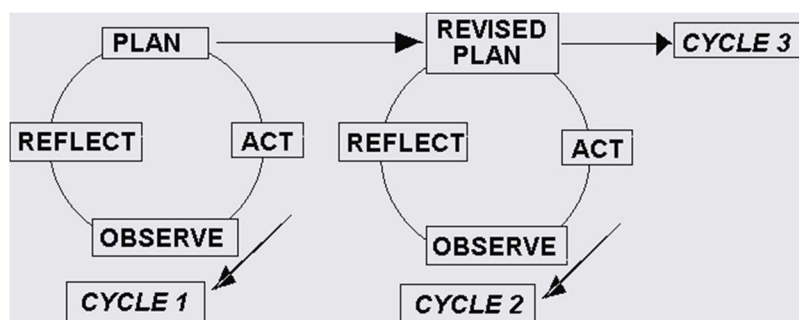 PLAN
REVISED
PLAN
CYCLE 3
REFLECT
ACT
REFLECT
ACT
OBSERVE
OBSERVE
CYCLE 1
CYCLE 2